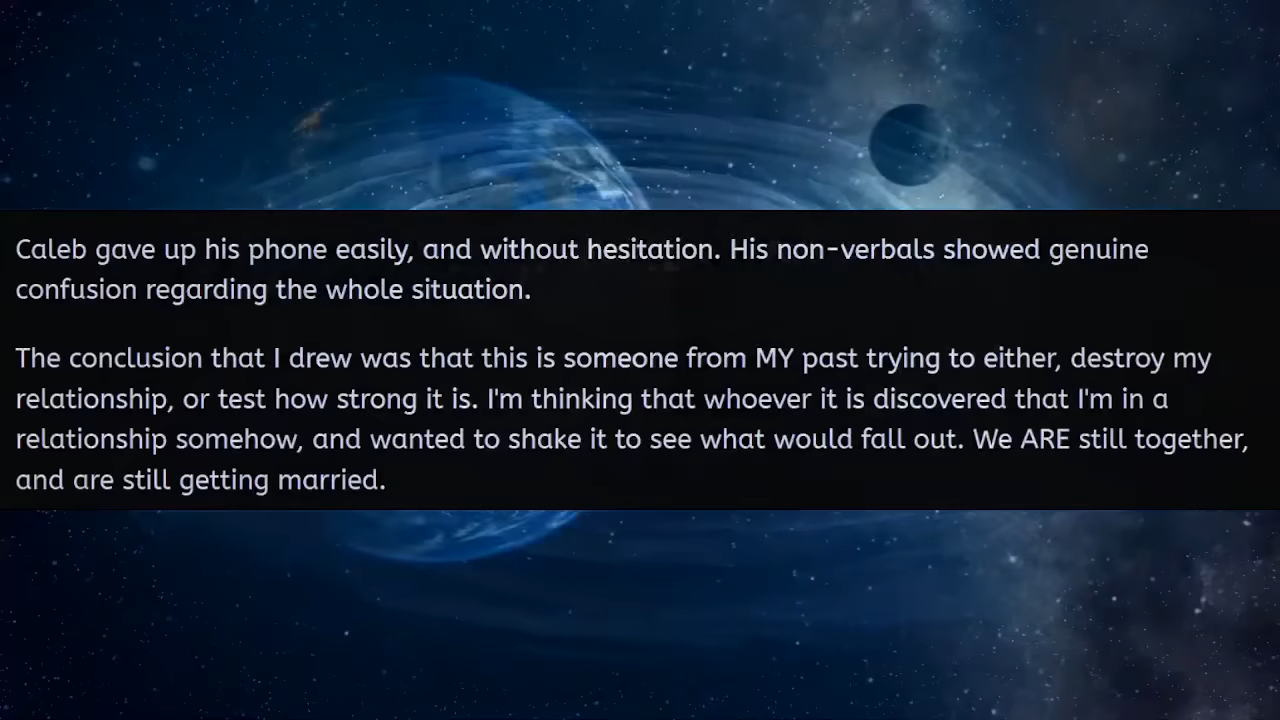 Caleb gave up his phone easily, and without hesitation. His non-verbals showed genuine
confusion regarding the whole situation.
The conclusion that I drew was that this is someone from MY past trying to either, destroy my
relationship, or test how strong it is. I'm thinking that whoever it is discovered that I'm in a
relationship somehow, and wanted to shake it to see what would fall out. We ARE still together,
and are still getting married.